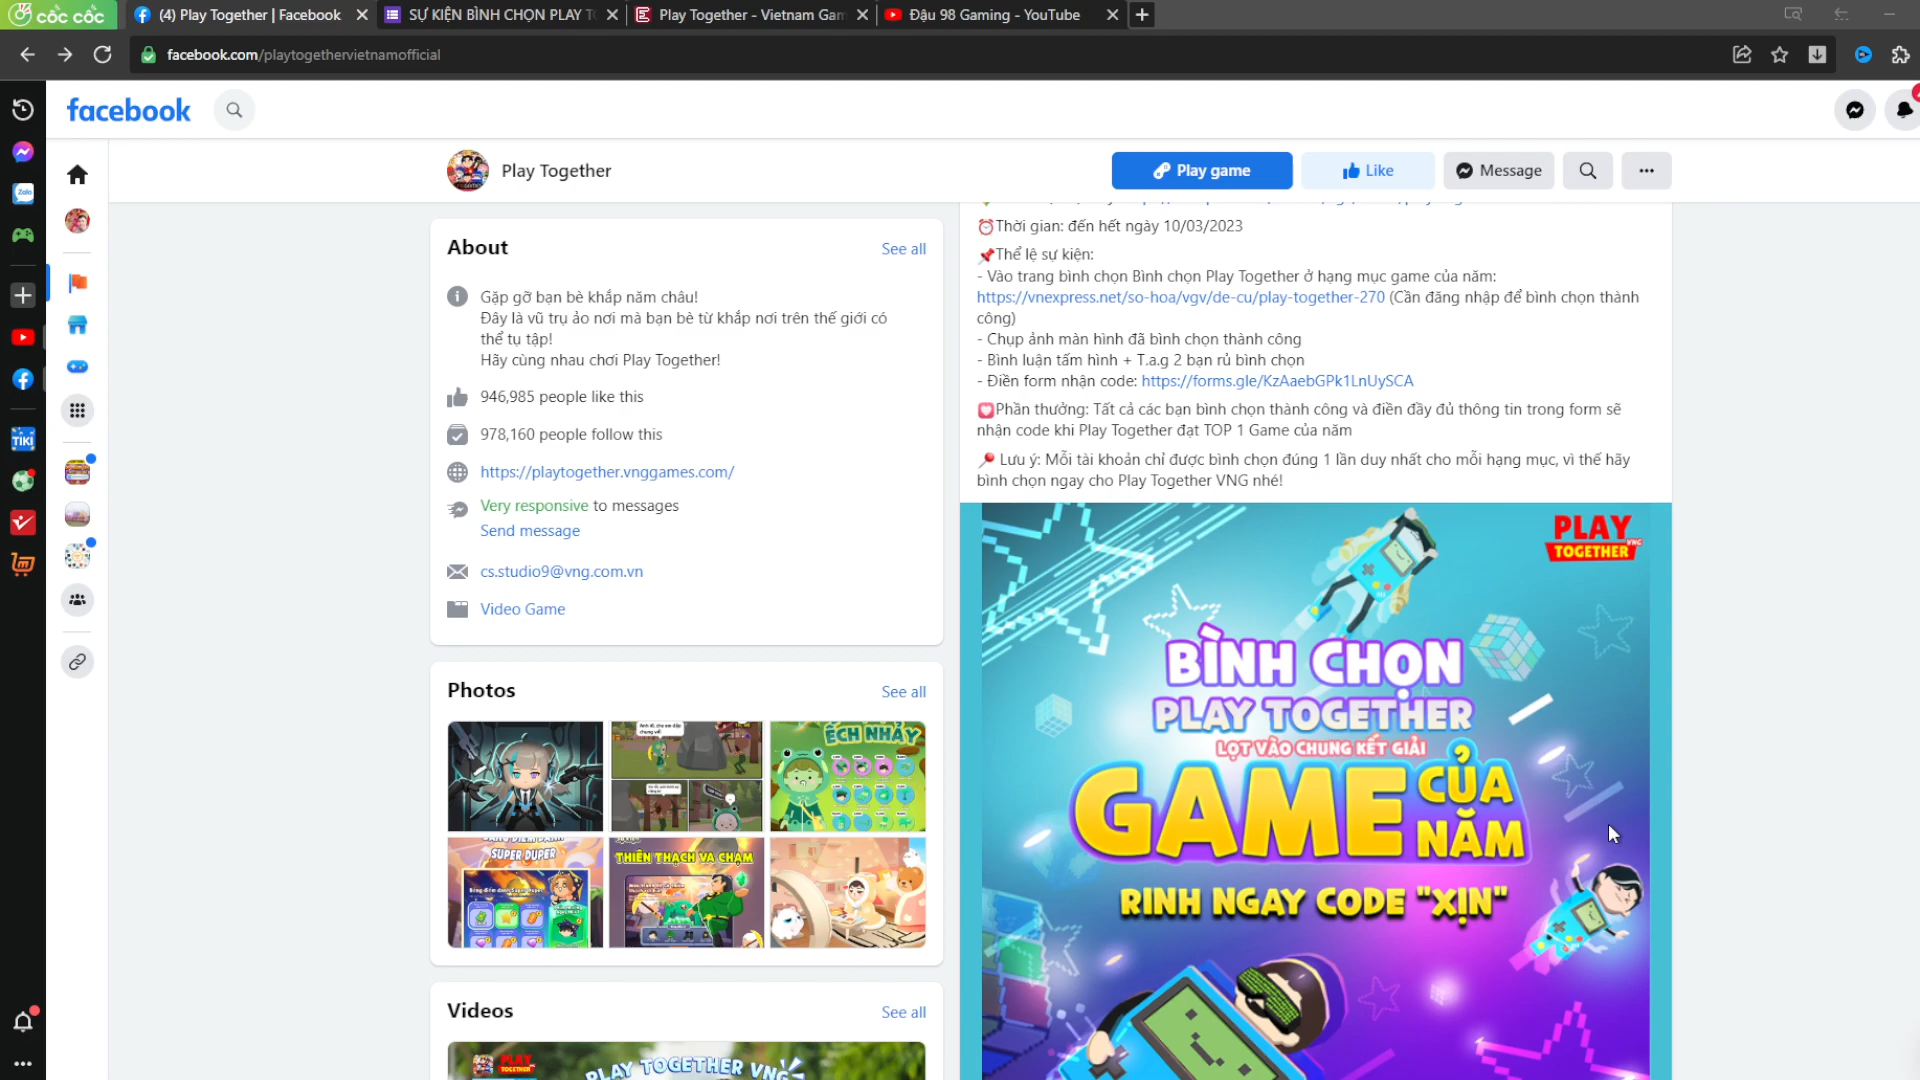 cốc cốc
(4) Play Together | Facebook
SỰ KIỆN BÌNH CHỌN PLAY T
Play Together - Vietnam Gam
Đậu 98 Gaming - YouTube
facebook.com/playtogethervietnamofficial
facebook
Zalo
TIKI
Play Together
Play game
Like
Message
About
See all
Gặp gỡ bạn bè khắp năm châu!
Đây là vũ trụ ảo nơi mà bạn bè từ khắp nơi trên thế giới có
thể tụ tập!
Hãy cùng nhau chơi Play Together!
946,985 people like this
978,160 people follow this
https://playtogether.vnggames.com/
Very responsive to messages
Send message
cs.studio9@vng.com.vn
Video Game
Photos
See all
ẾCH NHẢY
SUPER DUPER
THIÊN THẠCH VA CHẠM
Videos
See all
PLAY TOGETHER
PLAY TOGETHER VNG
⏰Thời gian: đến hết ngày 10/03/2023
📌Thể lệ sự kiện:
- Vào trang bình chọn Bình chọn Play Together ở hạng mục game của năm:
https://vnexpress.net/so-hoa/vgv/de-cu/play-together-270 (Cần đăng nhập để bình chọn thành
công)
- Chụp ảnh màn hình đã bình chọn thành công
- Bình luận tấm hình + T.a.g 2 bạn rủ bình chọn
- Điền form nhận code: https://forms.gle/KzAaebGPk1LnUySCA
💟Phần thưởng: Tất cả các bạn bình chọn thành công và điền đầy đủ thông tin trong form sẽ
nhận code khi Play Together đạt TOP 1 Game của năm
📍 Lưu ý: Mỗi tài khoản chỉ được bình chọn đúng 1 lần duy nhất cho mỗi hạng mục, vì thế hãy
bình chọn ngay cho Play Together VNG nhé!
PLAY
TOGETHER VNG
BÌNH CHỌN
PLAY TOGETHER
LỌT VÀO CHUNG KẾT GIẢI
GAME CỦA NĂM
RINH NGAY CODE "XỊN"